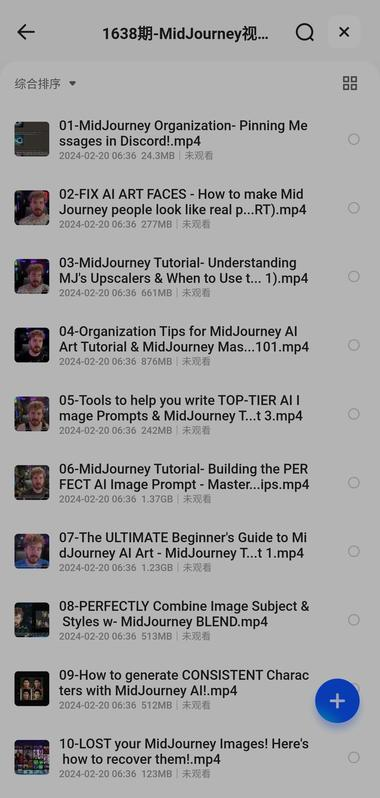 1638期-MidJourney视...
综合排序
01-MidJourney Organization- Pinning Me
ssages in Discord!.mp4
2024-02-20 06:36 24.3MB | 未观看
02-FIX AI ART FACES - How to make Mid
Journey people look like real p...RT).mp4
2024-02-20 06:36 277MB | 未观看
03-MidJourney Tutorial- Understanding
MJ's Upscalers & When to Use t... 1).mp4
2024-02-20 06:36 661MB | 未观看
04-Organization Tips for MidJourney AI
Art Tutorial & MidJourney Mas...101.mp4
2024-02-20 06:36 876MB | 未观看
05-Tools to help you write TOP-TIER AI I
mage Prompts & MidJourney T...t 3.mp4
2024-02-20 06:36 242MB | 未观看
06-MidJourney Tutorial- Building the PER
FECT AI Image Prompt - Master...ips.mp4
2024-02-20 06:36 1.37GB | 未观看
07-The ULTIMATE Beginner's Guide to Mi
dJourney AI Art - MidJourney T...t 1.mp4
2024-02-20 06:36 1.23GB | 未观看
08-PERFECTLY Combine Image Subject &
Styles w- MidJourney BLEND.mp4
2024-02-20 06:36 513MB | 未观看
09-How to generate CONSISTENT Charac
ters with MidJourney AI!.mp4
2024-02-20 06:36 512MB | 未观看
10-LOST your MidJourney Images! Here's
how to recover them!.mp4
2024-02-20 06:36 123MB | 未观看